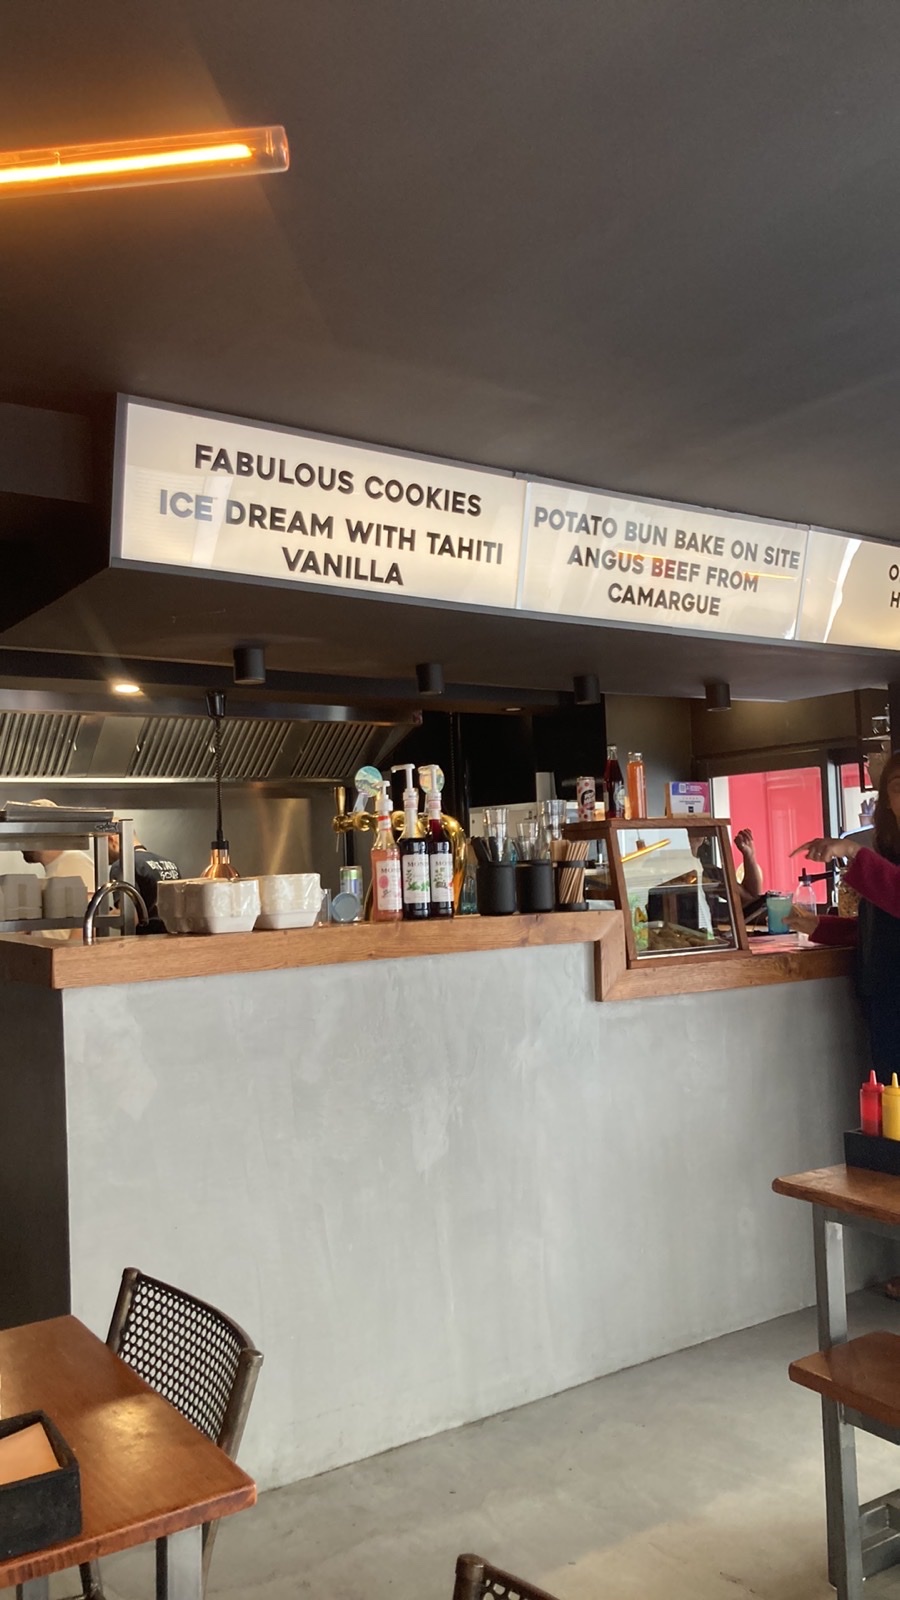 FABULOUS COOKIES
ICE DREAM WITH TAHITI
VANILLA
POTATO BUN BAKE ON SITE
ANGUS BEEF FROM
CAMARGUE